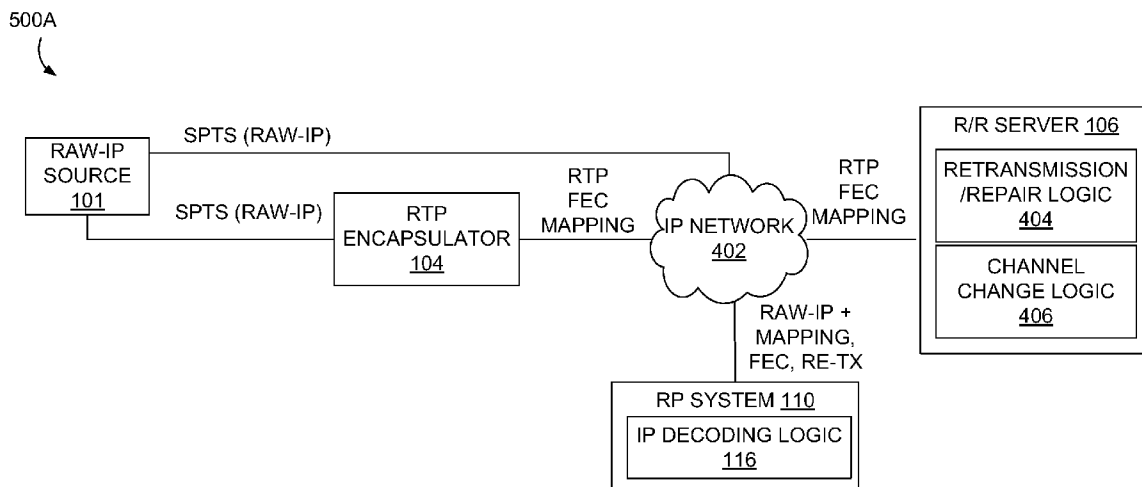 500A
SPTS (RAW-IP)
RAW-IP
SOURCE
101
SPTS (RAW-IP)
RTP
ENCAPSULATOR
104
RTP
FEC
MAPPING
IP NETWORK
402
RTP
FEC
MAPPING
R/R SERVER 106
RETRANSMISSION
/REPAIR LOGIC
404
CHANNEL
CHANGE LOGIC
406
RAW-IP +
MAPPING,
FEC, RE-TX
RP SYSTEM 110
IP DECODING LOGIC
116